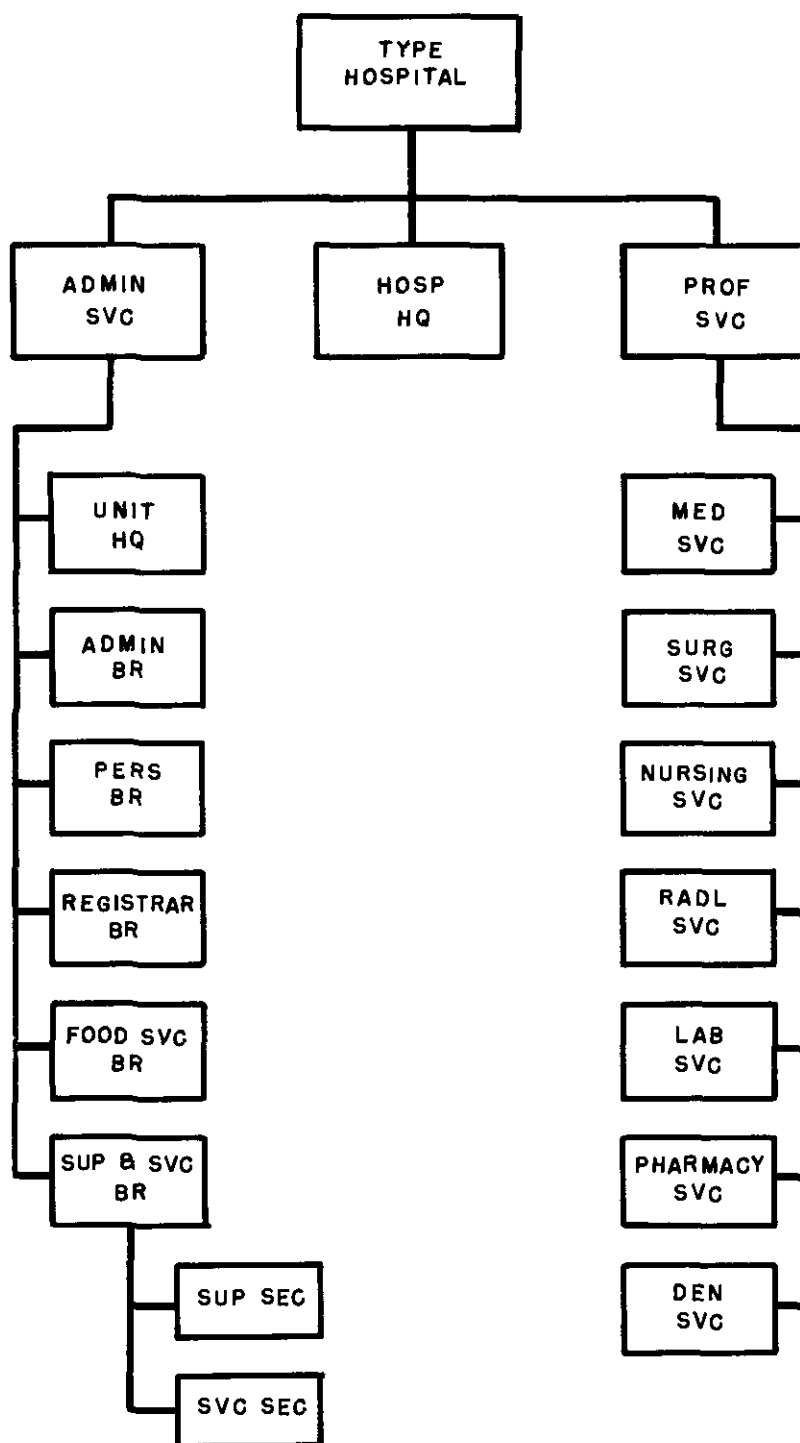 TYPE
HOSPITAL
ADMIN
SVC
HOSP
HQ
PROF
SVC
UNIT
HQ
ADMIN
BR
PERS
BR
REGISTRAR
BR
FOOD SVC
BR
SUP & SVC
BR
SUP SEC
SVC SEC
MED
SVC
SURG
SVC
NURSING
SVC
RADL
SVC
LAB
SVC
PHARMACY
SVC
DEN
SVC